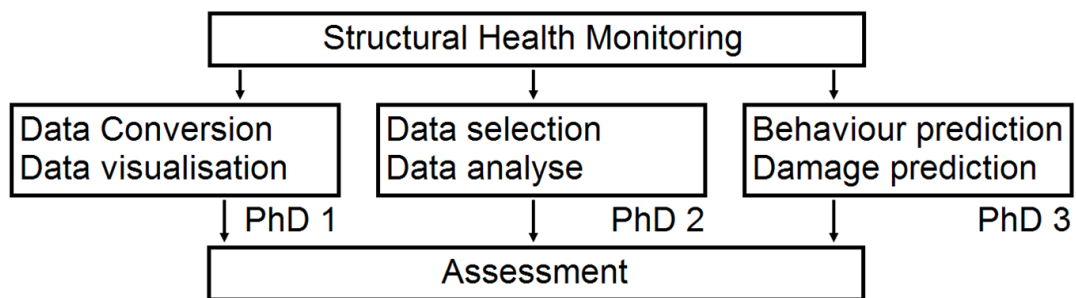 Structural Health Monitoring
Data Conversion
Data visualisation
PhD 1
Data selection
Data analyse
PhD 2
Behaviour prediction
Damage prediction
PhD 3
Assessment